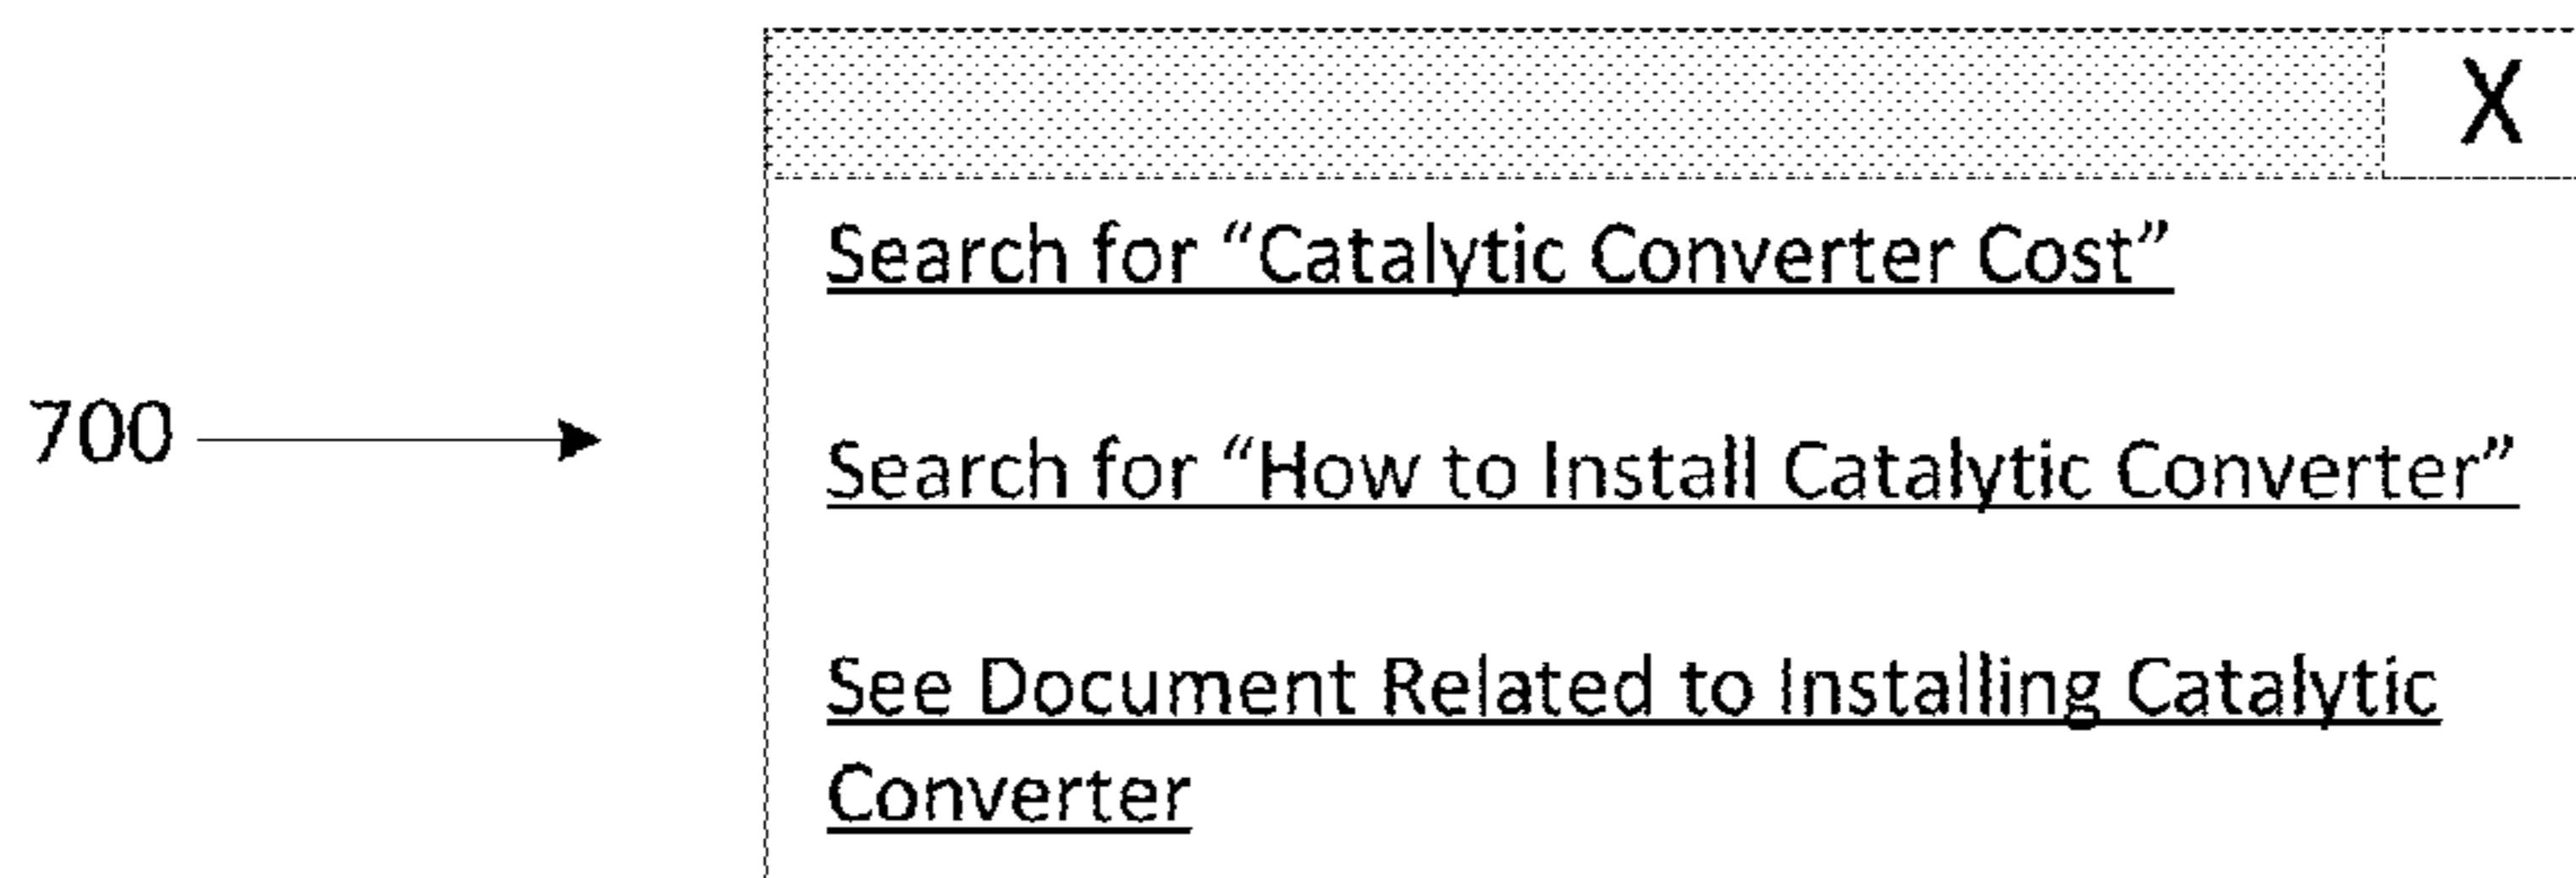 X
Search for “Catalytic Converter Cost”
700
Search for “How to Install Catalytic Converter”
See Document Related to Installing Catalytic
Converter